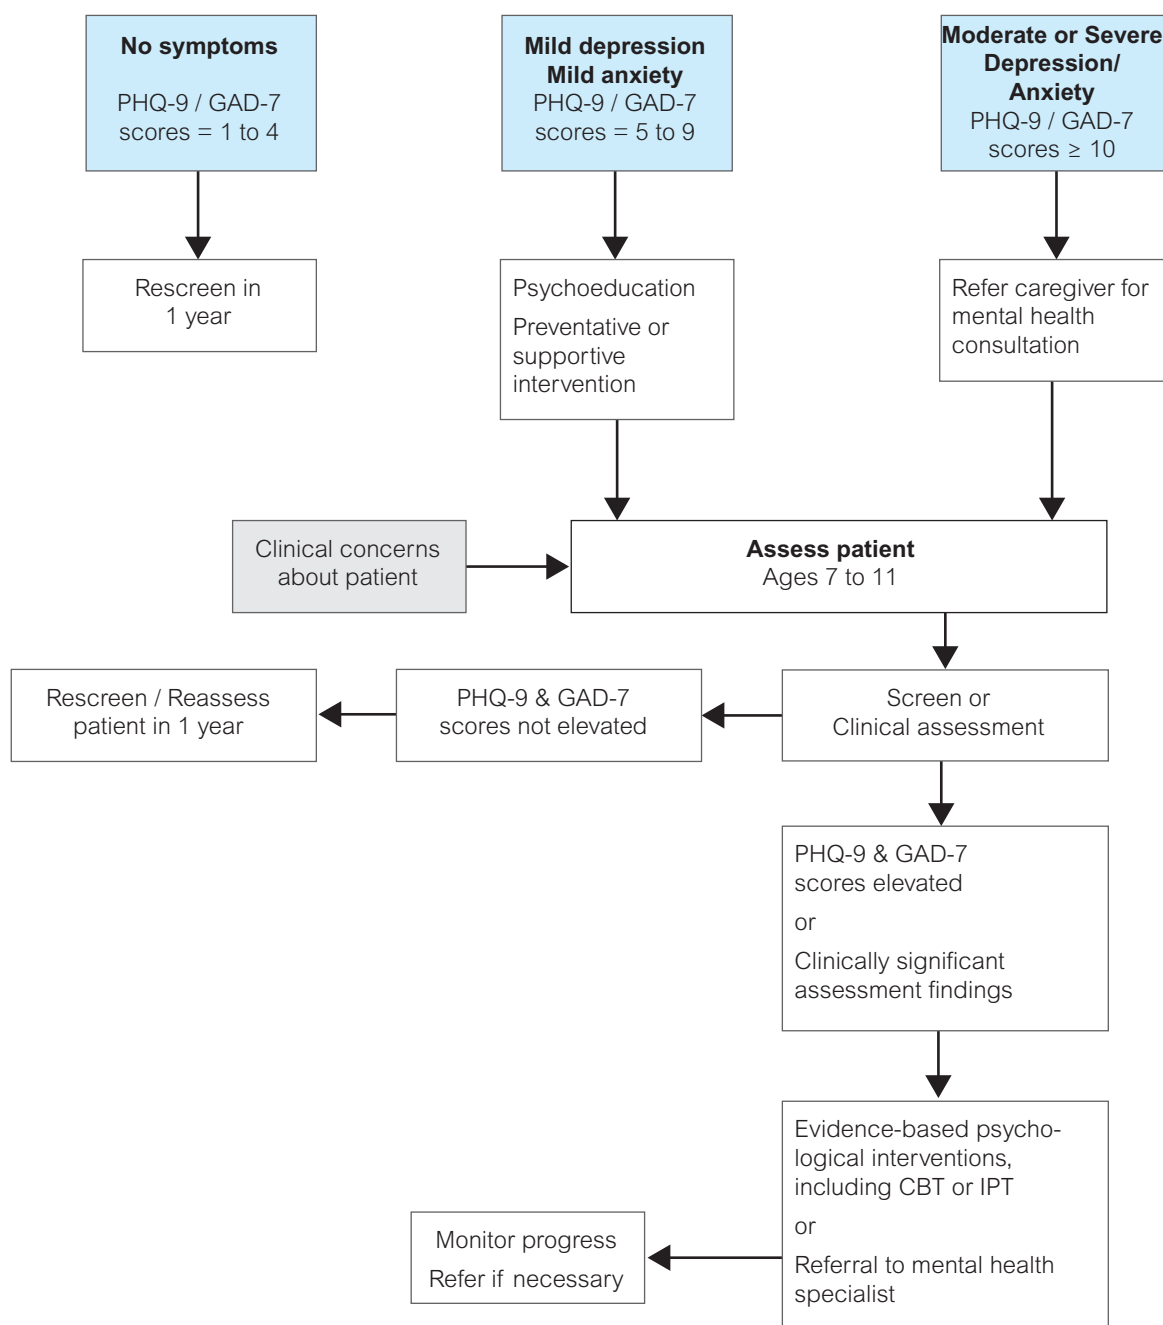 No symptoms
PHQ-9 / GAD-7
scores = 1 to 4
Mild depression
Mild anxiety
PHQ-9 / GAD-7
scores = 5 to 9
Moderate or Severe
Depression/
Anxiety
PHQ-9 / GAD-7
scores ≥ 10
Rescreen in
1 year
Psychoeducation
Preventative or
supportive
intervention
Refer caregiver for
mental health
consultation
Clinical concerns
about patient
Assess patient
Ages 7 to 11
Rescreen / Reassess
patient in 1 year
PHQ-9 & GAD-7
scores not elevated
Screen or
Clinical assessment
PHQ-9 & GAD-7
scores elevated
or
Clinically significant
assessment findings
Evidence-based psycho-
logical interventions,
including CBT or IPT
or
Referral to mental health
specialist
Monitor progress
Refer if necessary